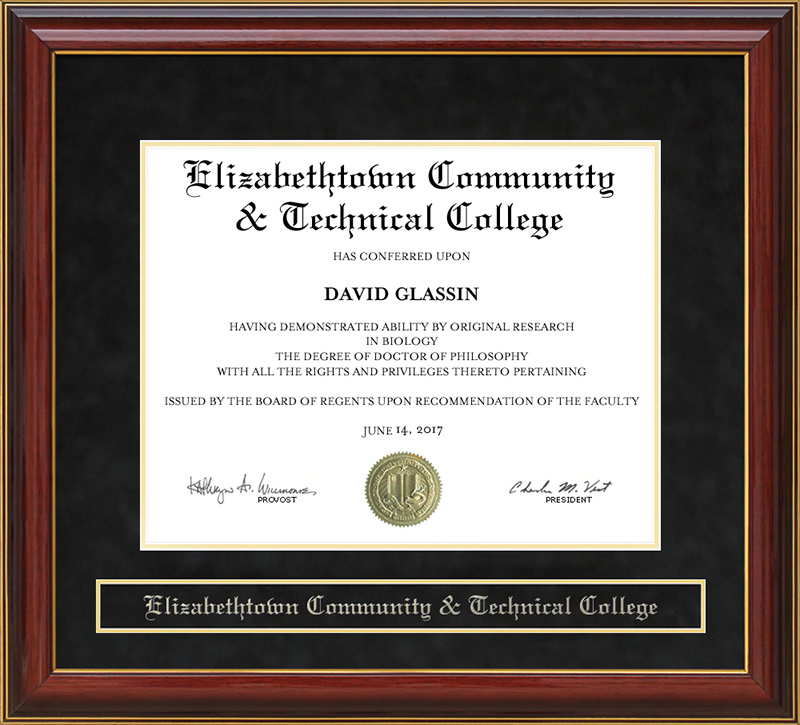 Elizabethtown Community
& Technical College
HAS CONFERRED UPON
DAVID GLASSIN
HAVING DEMONSTRATED ABILITY BY ORIGINAL RESEARCH
IN BIOLOGY
THE DEGREE OF DOCTOR OF PHILOSOPHY
WITH ALL THE RIGHTS AND PRIVILEGES THERETO PERTAINING
ISSUED BY THE BOARD OF REGENTS UPON RECOMMENDATION OF THE FACULTY
JUNE 14, 2017
Charles M. Vest
PROVOST
PRESIDENT
Elizabethtown Community & Technical College